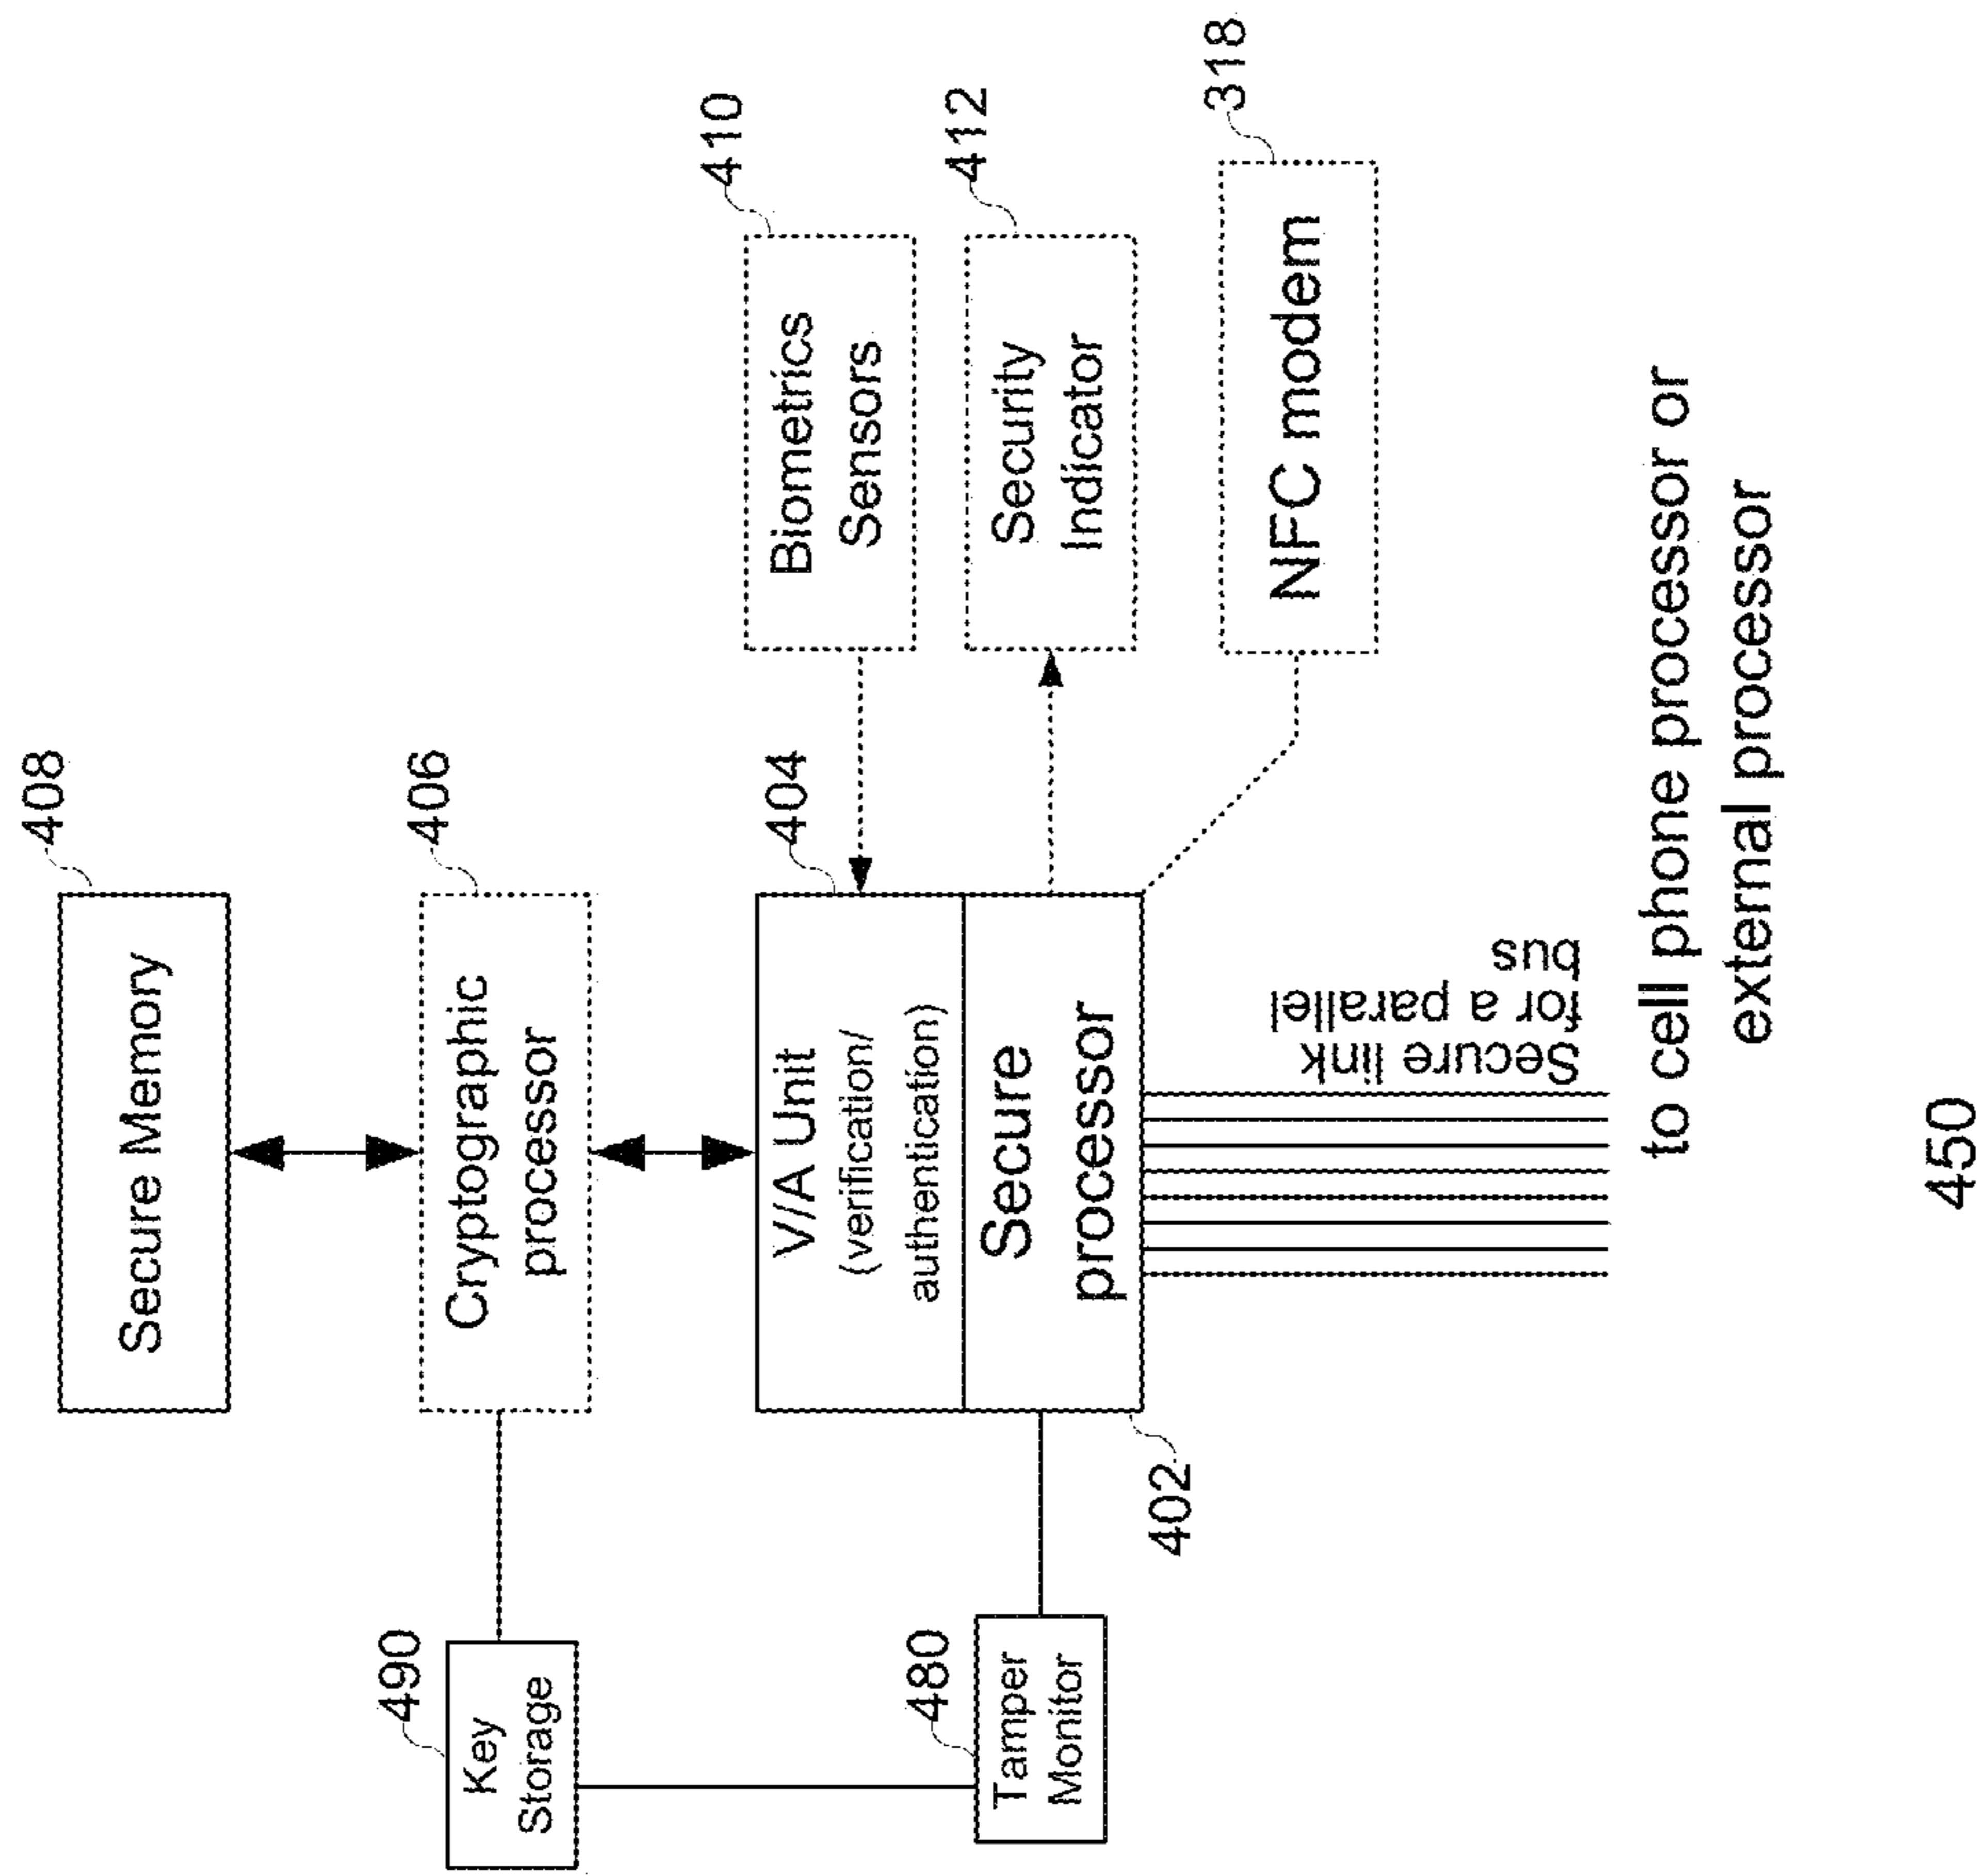 408
Secure Memory
406
Cryptographic
processor
490
Key
Storage
404
V/A Unit
(verification/
authentication)
Secure
processor
402
480
Tamper
Monitor
410
Biometrics
Sensors
412
Security
Indicator
318
NFC modem
Secure link
for a parallel
bus
to cell phone processor or
external processor
450